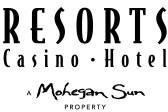 RESORTS
Casino • Hotel
A Mohegan Sun
PROPERTY